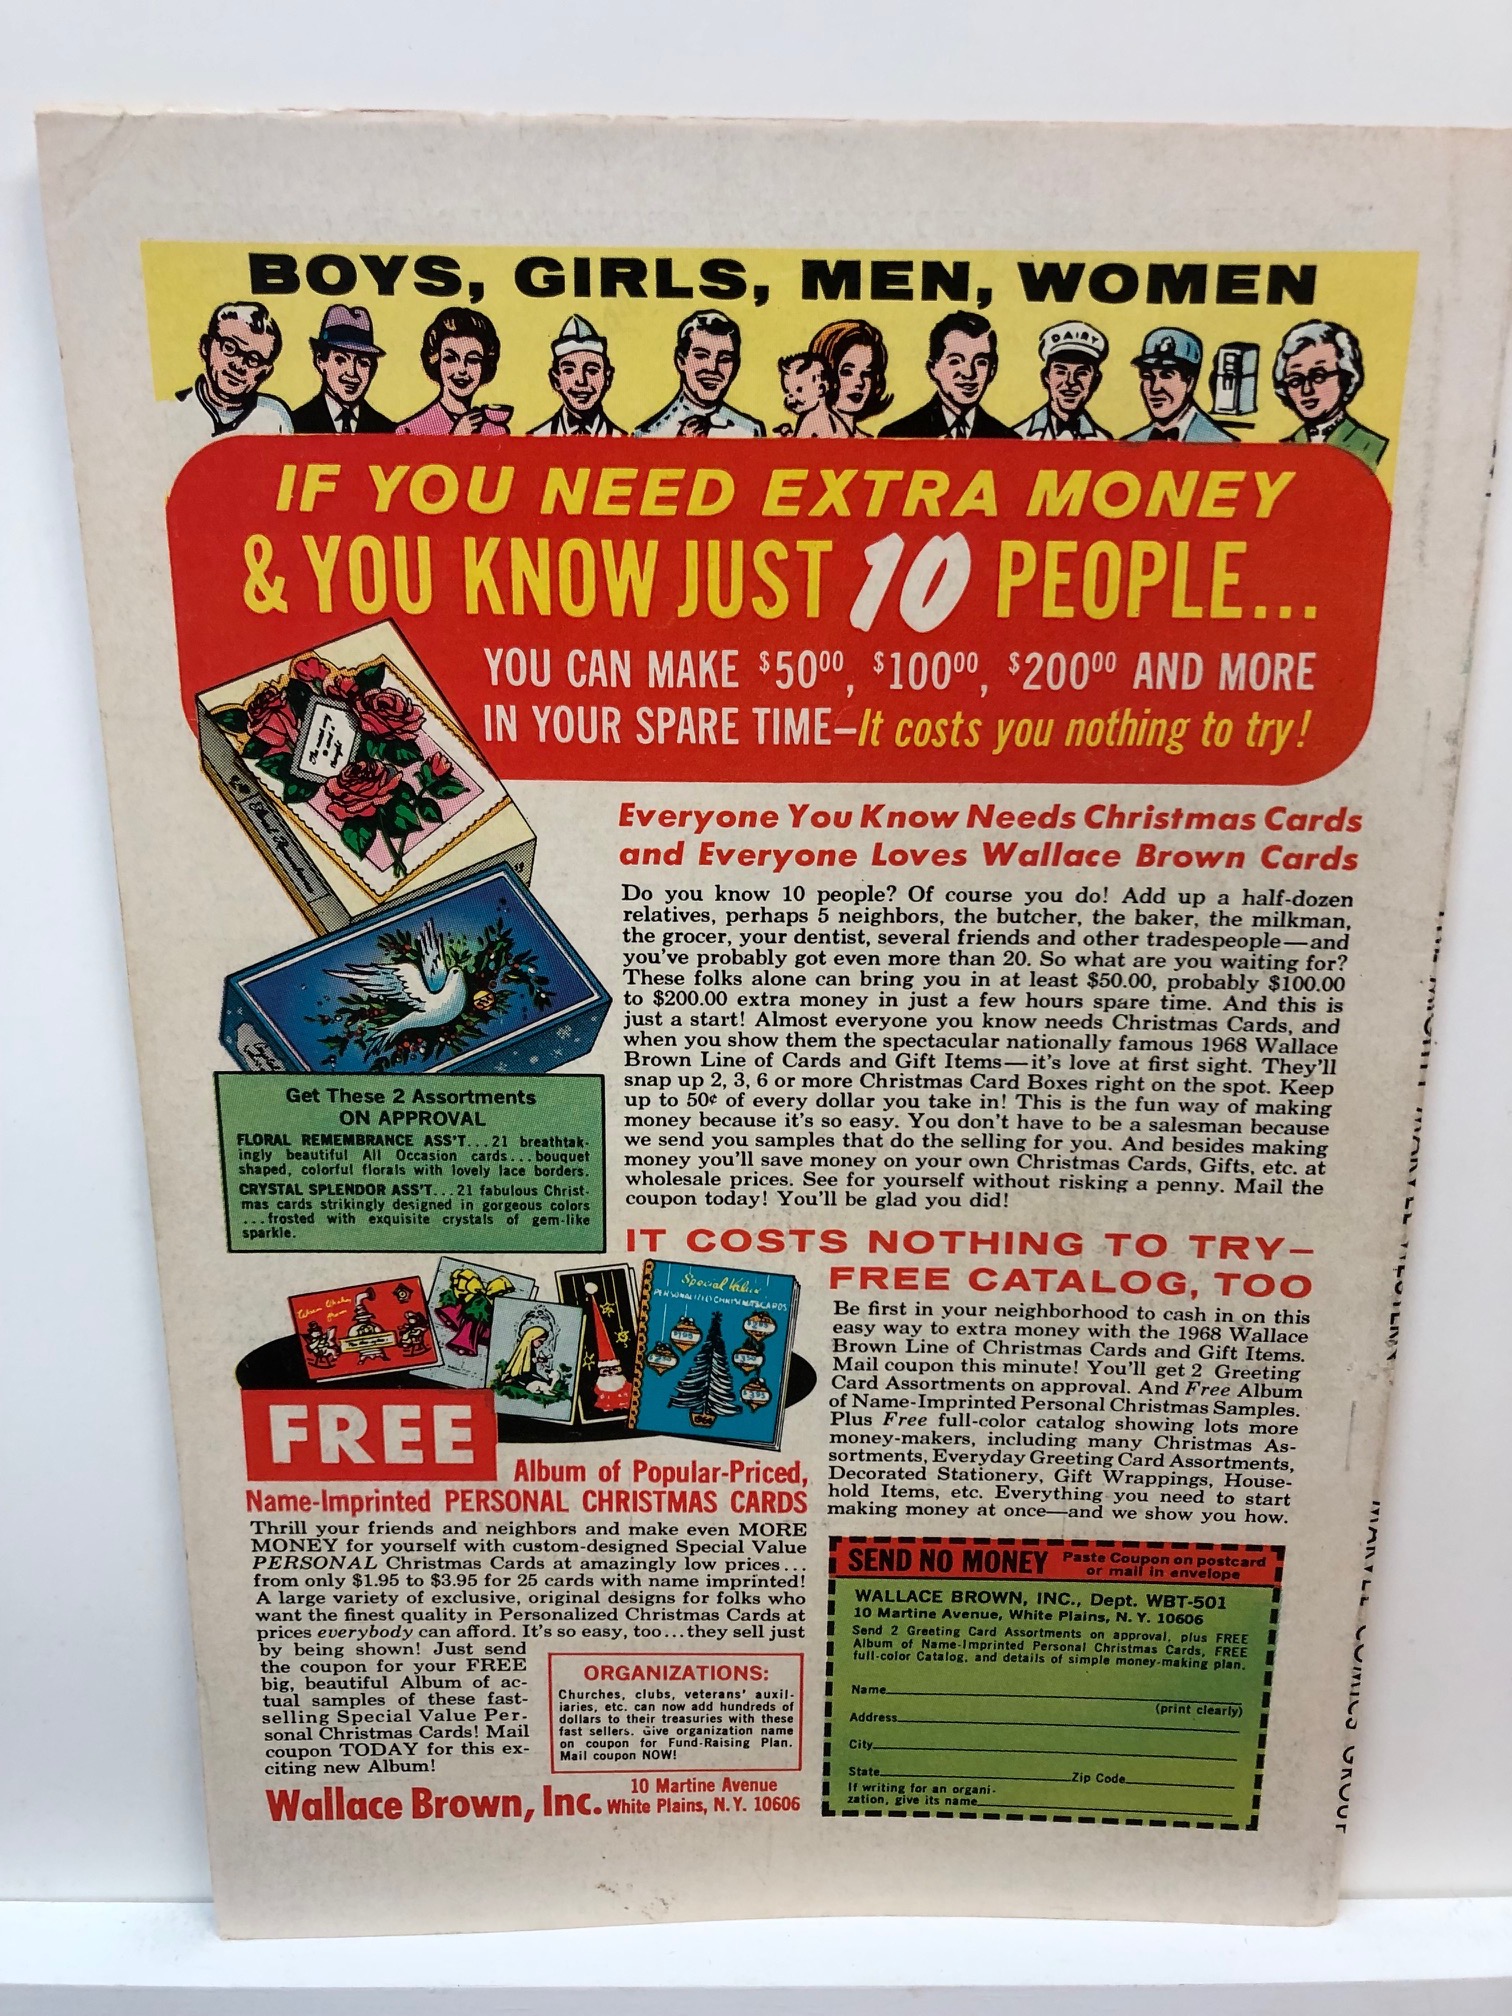 BOYS, GIRLS, MEN, WOMEN
DAIRY
IF YOU NEED EXTRA MONEY
& YOU KNOW JUST 10 PEOPLE...
YOU CAN MAKE $50⁰⁰, $100⁰⁰, $200⁰⁰ AND MORE
IN YOUR SPARE TIME—It costs you nothing to try!
Everyone You Know Needs Christmas Cards
and Everyone Loves Wallace Brown Cards
Do you know 10 people? Of course you do! Add up a half-dozen
relatives, perhaps 5 neighbors, the butcher, the baker, the milkman,
the grocer, your dentist, several friends and other tradespeople—and
you've probably got even more than 20. So what are you waiting for?
These folks alone can bring you in at least $50.00, probably $100.00
to $200.00 extra money in just a few hours spare time. And this is
just a start! Almost everyone you know needs Christmas Cards, and
when you show them the spectacular nationally famous 1968 Wallace
Brown Line of Cards and Gift Items—it's love at first sight. They'll
snap up 2, 3, 6 or more Christmas Card Boxes right on the spot. Keep
up to 50¢ of every dollar you take in! This is the fun way of making
money because it's so easy. You don't have to be a salesman because
we send you samples that do the selling for you. And besides making
money you'll save money on your own Christmas Cards, Gifts, etc. at
wholesale prices. See for yourself without risking a penny. Mail the
coupon today! You'll be glad you did!
Get These 2 Assortments
ON APPROVAL
FLORAL REMEMBRANCE ASS'T...21 breathtak-
ingly beautiful All Occasion cards...bouquet
shaped, colorful florals with lovely lace borders.
CRYSTAL SPLENDOR ASS'T...21 fabulous Christ-
mas cards strikingly designed in gorgeous colors
...frosted with exquisite crystals of gem-like
sparkle.
IT COSTS NOTHING TO TRY—
FREE CATALOG, TOO
Be first in your neighborhood to cash in on this
easy way to extra money with the 1968 Wallace
Brown Line of Christmas Cards and Gift Items.
Mail coupon this minute! You'll get 2 Greeting
Card Assortments on approval. And Free Album
of Name-Imprinted Personal Christmas Samples.
Plus Free full-color catalog showing lots more
money-makers, including many Christmas As-
sortments, Everyday Greeting Card Assortments,
Decorated Stationery, Gift Wrappings, House-
hold Items, etc. Everything you need to start
making money at once—and we show you how.
Special Value
PERSONALIZED CHRISTMAS CARDS
FREE
Album of Popular-Priced,
Name-Imprinted PERSONAL CHRISTMAS CARDS
Thrill your friends and neighbors and make even MORE
MONEY for yourself with custom-designed Special Value
PERSONAL Christmas Cards at amazingly low prices...
from only $1.95 to $3.95 for 25 cards with name imprinted!
A large variety of exclusive, original designs for folks who
want the finest quality in Personalized Christmas Cards at
prices everybody can afford. It's so easy, too...they sell just
by being shown! Just send
the coupon for your FREE
big, beautiful Album of ac-
tual samples of these fast-
selling Special Value Per-
sonal Christmas Cards! Mail
coupon TODAY for this ex-
citing new Album!
ORGANIZATIONS:
Churches, clubs, veterans' auxil-
iaries, etc. can now add hundreds of
dollars to their treasuries with these
fast sellers. Give organization name
on coupon for Fund-Raising Plan.
Mail coupon NOW!
Wallace Brown, Inc. 10 Martine Avenue
White Plains, N.Y. 10606
SEND NO MONEY Paste Coupon on postcard
or mail in envelope
WALLACE BROWN, INC., Dept. WBT-501
10 Martine Avenue, White Plains, N. Y. 10606
Send 2 Greeting Card Assortments on approval, plus FREE
Album of Name-Imprinted Personal Christmas Cards, FREE
full-color Catalog, and details of simple money-making plan.
Name
(print clearly)
Address
City
State Zip Code
If writing for an organi-
zation, give its name